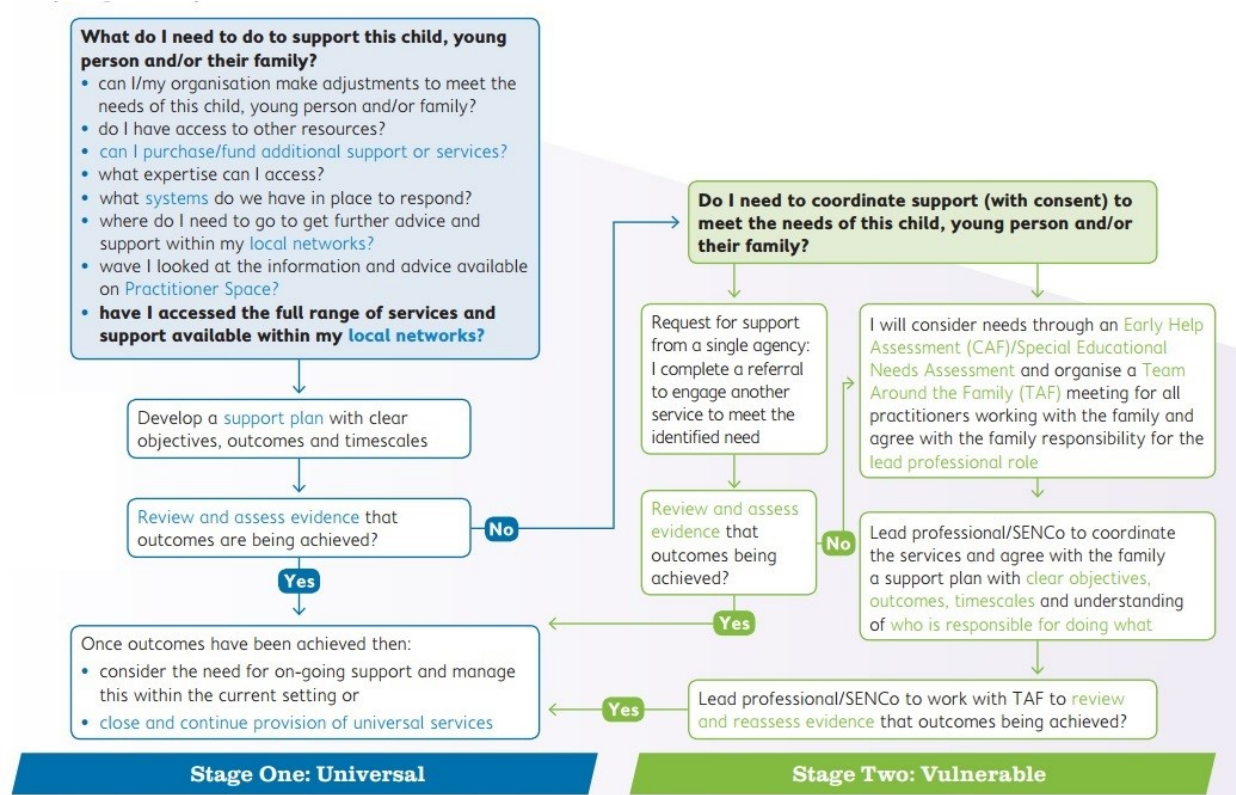 What do I need to do to support this child, young
person and/or their family?
• can I/my organisation make adjustments to meet the
needs of this child, young person and/or family?
• do I have access to other resources?
• can I purchase/fund additional support or services?
• what expertise can I access?
• what systems do we have in place to respond?
• where do I need to go to get further advice and
support within my local networks?
• wave I looked at the information and advice available
on Practitioner Space?
• have I accessed the full range of services and
support available within my local networks?
Develop a support plan with clear
objectives, outcomes and timescales
Review and assess evidence that
outcomes are being achieved?
No
Yes
Once outcomes have been achieved then:
• consider the need for on-going support and manage
this within the current setting or
• close and continue provision of universal services
Stage One: Universal
Do I need to coordinate support (with consent) to
meet the needs of this child, young person and/or
their family?
Request for support
from a single agency:
I complete a referral
to engage another
service to meet the
identified need
Review and assess
evidence that
outcomes being
achieved?
No
Yes
I will consider needs through an Early Help
Assessment (CAF)/Special Educational
Needs Assessment and organise a Team
Around the Family (TAF) meeting for all
practitioners working with the family and
agree with the family responsibility for the
lead professional role
Lead professional/SENCo to coordinate
the services and agree with the family
a support plan with clear objectives,
outcomes, timescales and understanding
of who is responsible for doing what
Lead professional/SENCo to work with TAF to review
and reassess evidence that outcomes being achieved?
Yes
Stage Two: Vulnerable